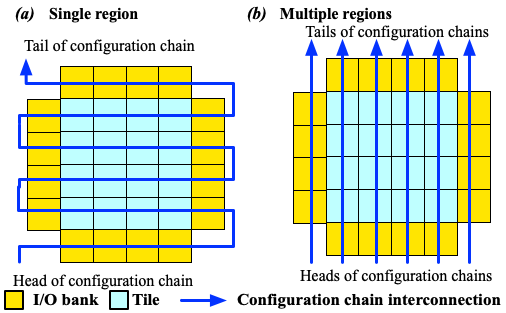 (a) Single region
Tail of configuration chain
Head of configuration chain
(b) Multiple regions
Tails of configuration chains
Heads of configuration chains
I/O bank
Tile
Configuration chain interconnection